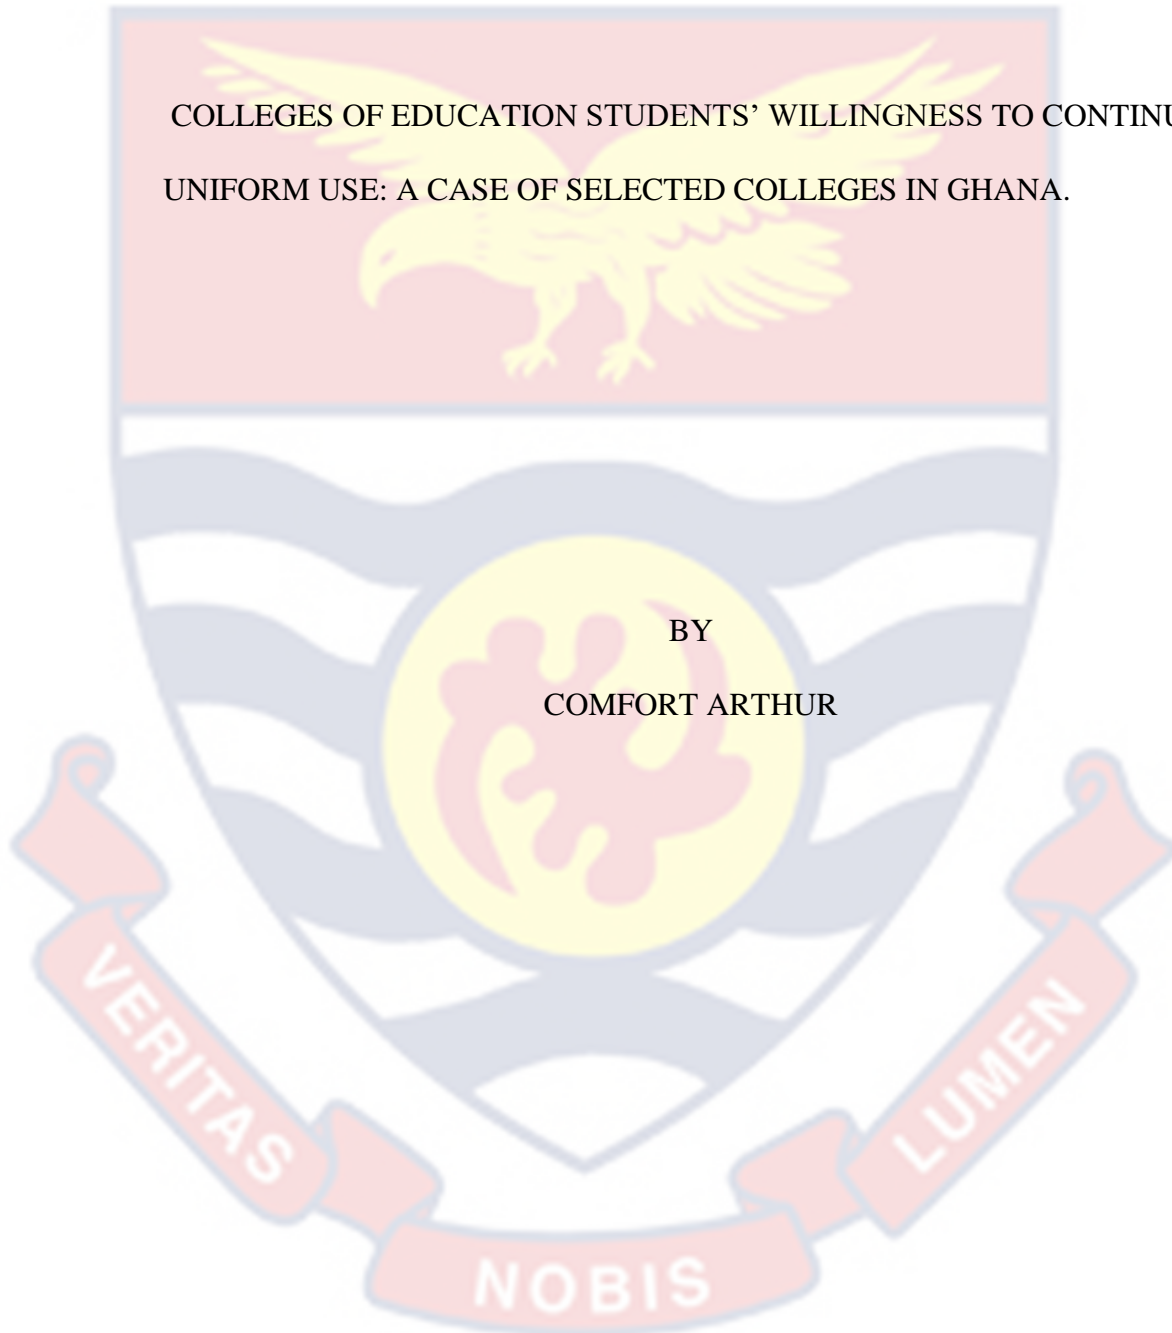 COLLEGES OF EDUCATION STUDENTS’ WILLINGNESS TO CONTINU
UNIFORM USE: A CASE OF SELECTED COLLEGES IN GHANA.
BY
COMFORT ARTHUR
VERITAS
NOBIS
LUMEN